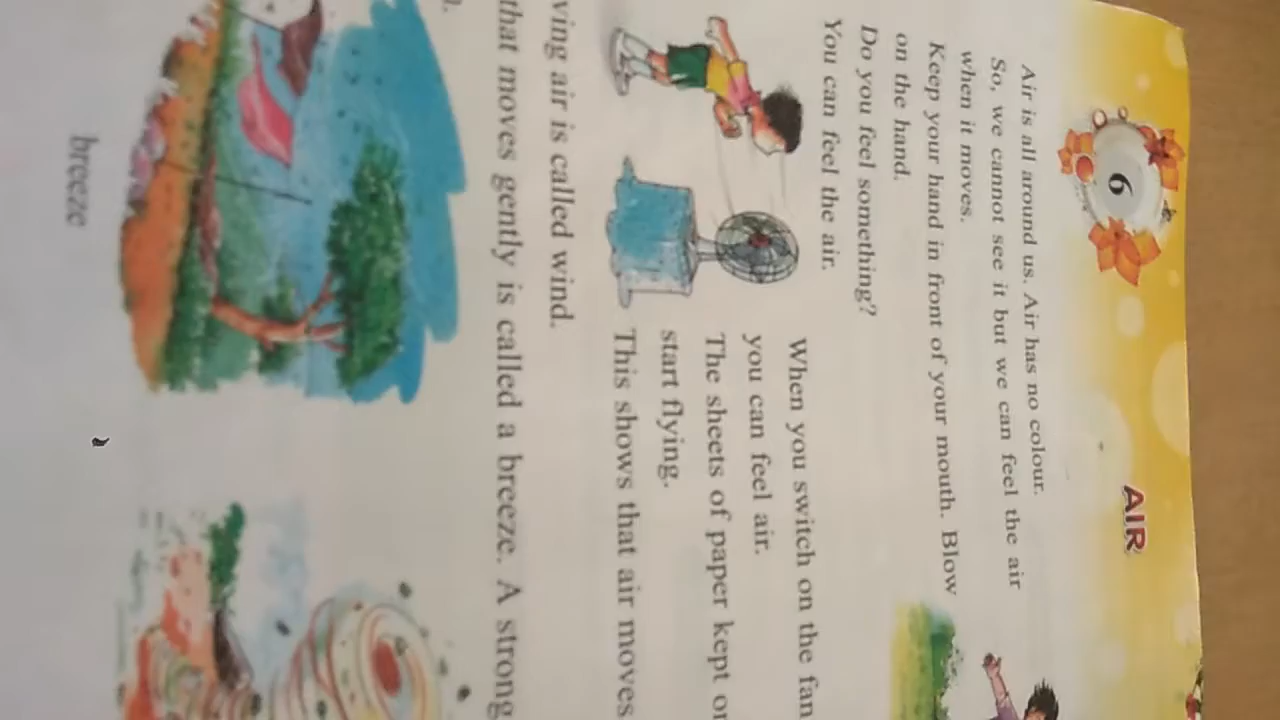 6
AIR
Air is all around us. Air has no colour.
So, we cannot see it but we can feel the air
when it moves.
Keep your hand in front of your mouth. Blow
on the hand.
Do you feel something?
You can feel the air.
When you switch on the fan
you can feel air.
The sheets of paper kept
start flying.
This shows that air moves
ving air is called wind.
that moves gently is called a breeze. A strong
breeze